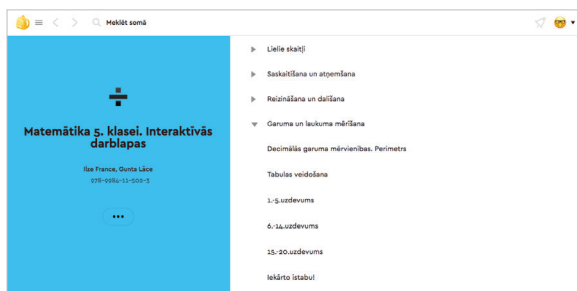 Meklēt somā
Matemātika 5. klasei. Interaktīvās
darblapas
Ilze France, Gunta Lāce
978-9984-11-502-3
Lielie skaitļi
Saskaitīšana un atņemšana
Reizināšana un dalīšana
Garuma un laukuma mērīšana
Decimālās garuma mērvienības. Perimetrs
Tabulas veidošana
1.-5.uzdevums
6.-14.uzdevums
15.-20.uzdevums
Iekārto istabu!